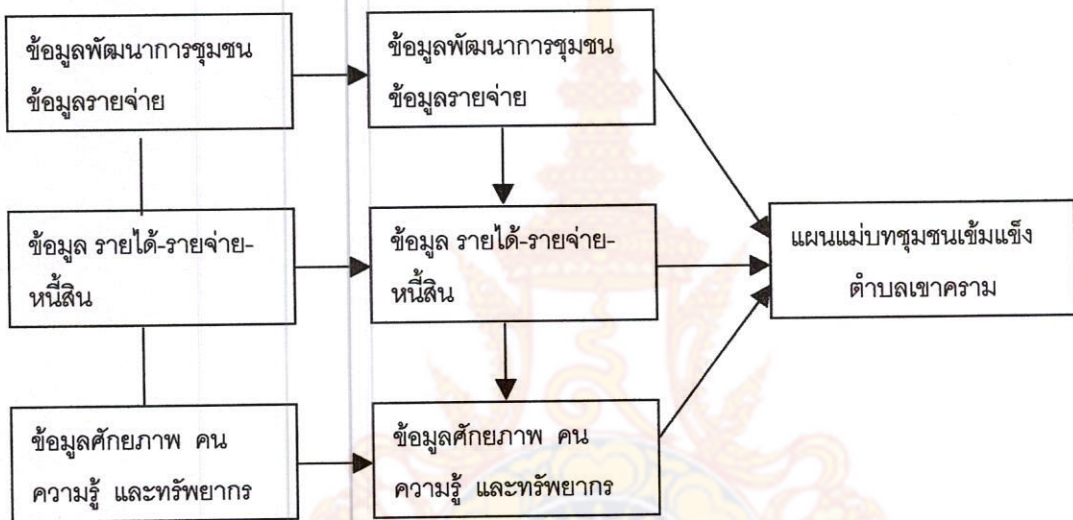 ข้อมูลพัฒนาการชุมชน
ข้อมูลรายจ่าย
ข้อมูลพัฒนาการชุมชน
ข้อมูลรายจ่าย
ข้อมูล รายได้-รายจ่าย-
หนี้สิน
ข้อมูล รายได้-รายจ่าย-
หนี้สิน
แผนแม่บทชุมชนเข้มแข็ง
ตำบลเขาคราม
ข้อมูลศักยภาพ คน
ความรู้ และทรัพยากร
ข้อมูลศักยภาพ คน
ความรู้ และทรัพยากร